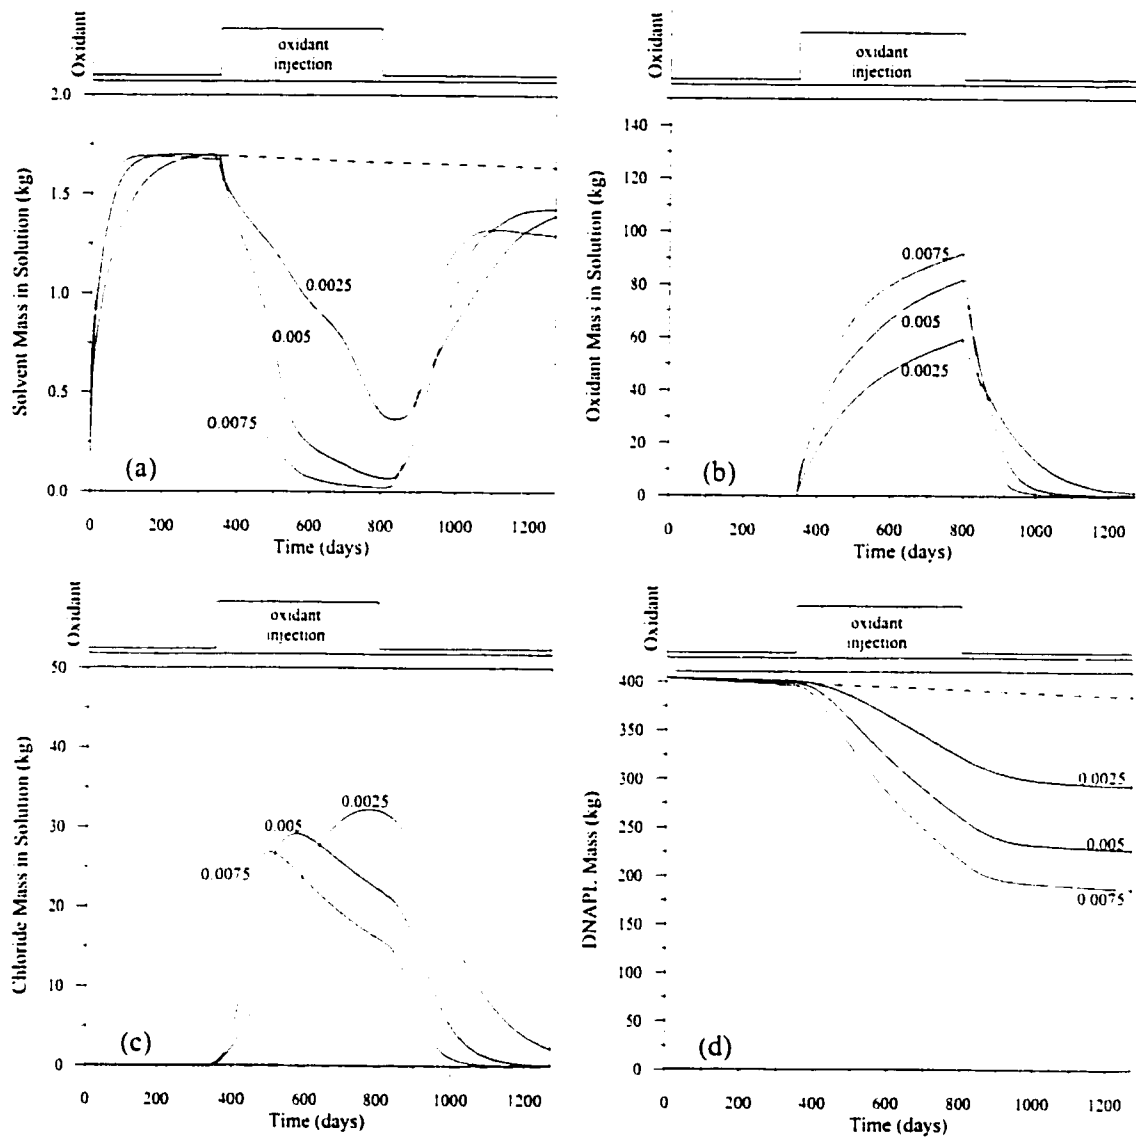 Oxidant
oxidant
injection
Solvent Mass in Solution (kg)
2.0
1.5
1.0
0.5
0.0
0.0025
0.005
0.0075
(a)
0 200 400 600 800 1000 1200
Time (days)
Oxidant
oxidant
injection
Oxidant Mass in Solution (kg)
140
120
100
80
60
40
20
0
0.0075
0.005
0.0025
(b)
0 200 400 600 800 1000 1200
Time (days)
Oxidant
oxidant
injection
Chloride Mass in Solution (kg)
50
40
30
20
10
0
0.0025
0.005
0.0075
(c)
0 200 400 600 800 1000 1200
Time (days)
Oxidant
oxidant
injection
DNAPL Mass (kg)
400
350
300
250
200
150
100
50
0
0.0025
0.005
0.0075
(d)
0 200 400 600 800 1000 1200
Time (days)